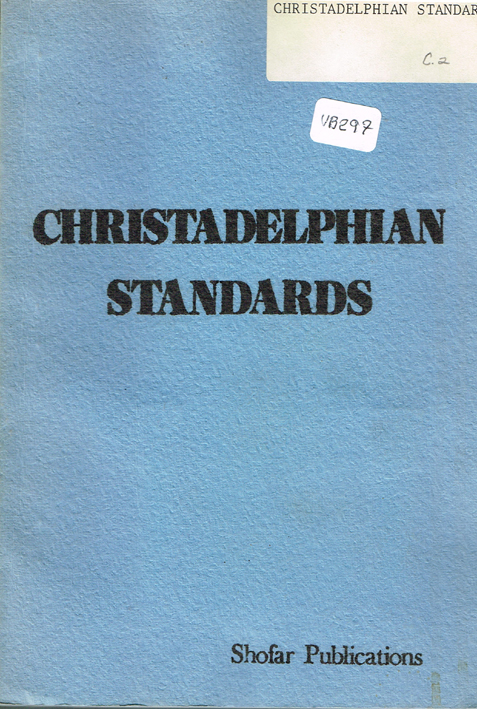 CHRISTADELPHIAN STANDAR
C.2
VB297
CHRISTADELPHIAN
STANDARDS
Shofar Publications